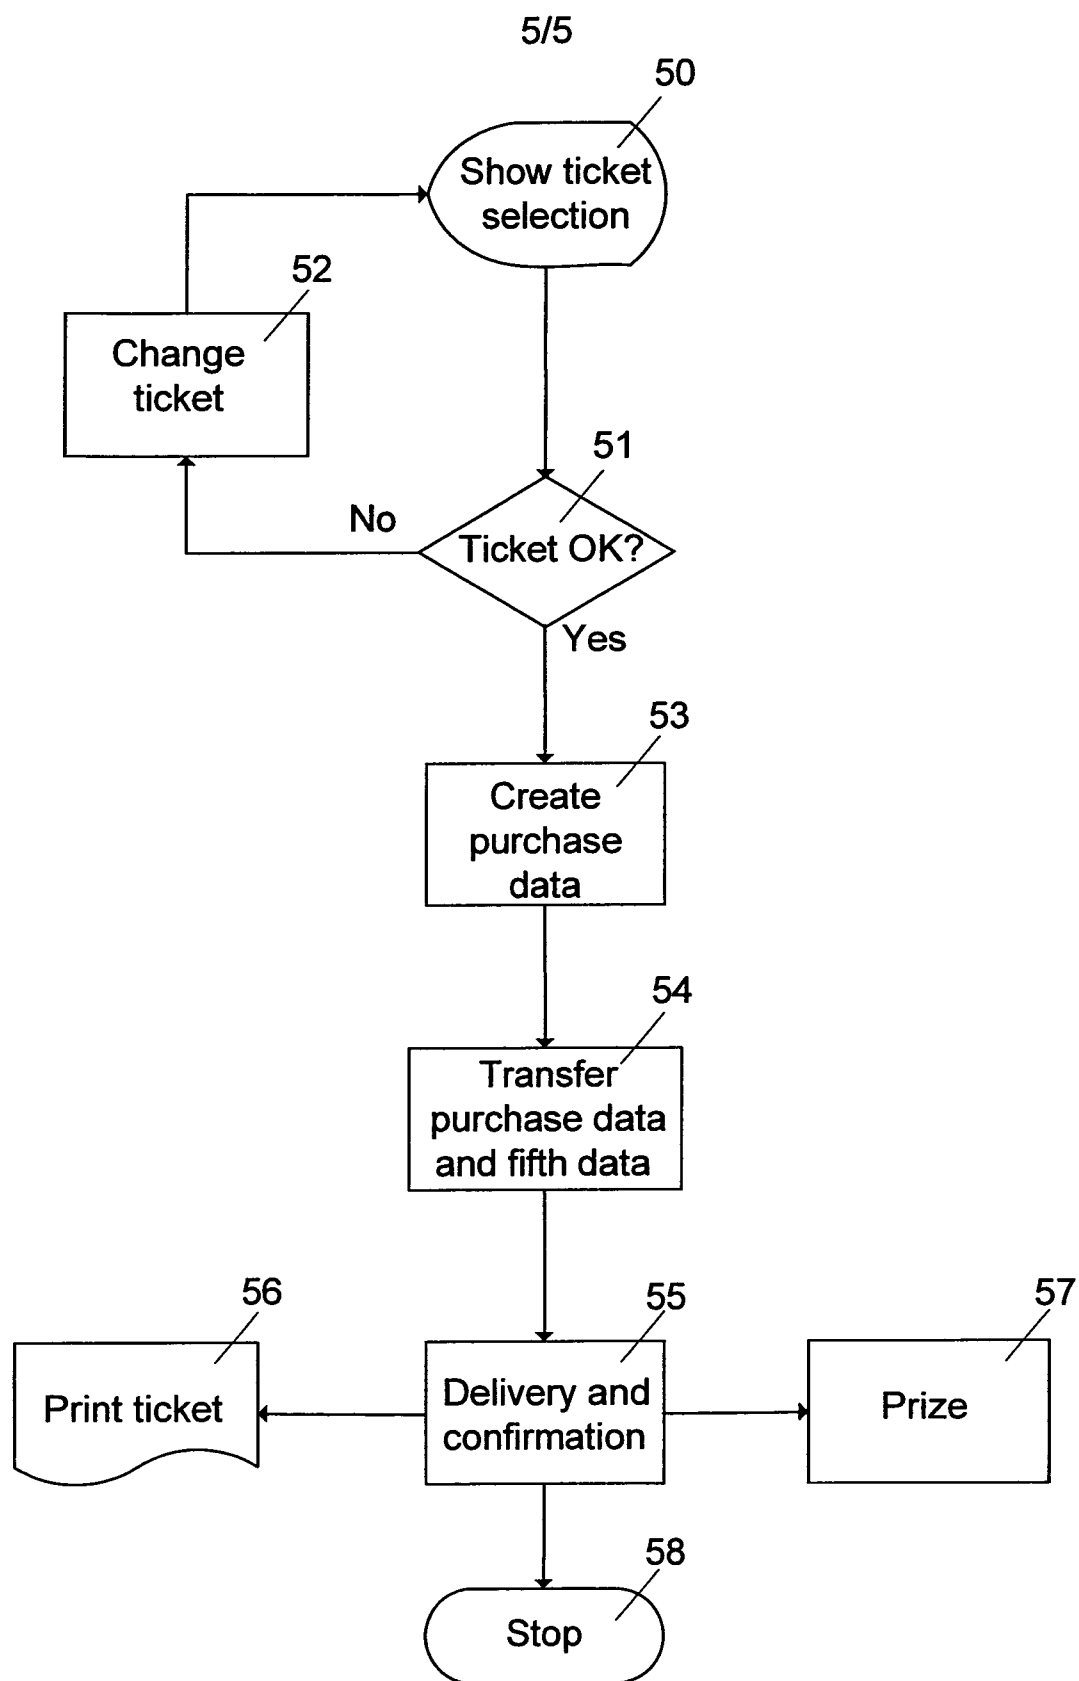 5/5
50
Show ticket
selection
52
Change
ticket
51
No
Ticket OK?
Yes
53
Create
purchase
data
54
Transfer
purchase data
and fifth data
56
55
57
Print ticket
Delivery and
confirmation
Prize
58
Stop